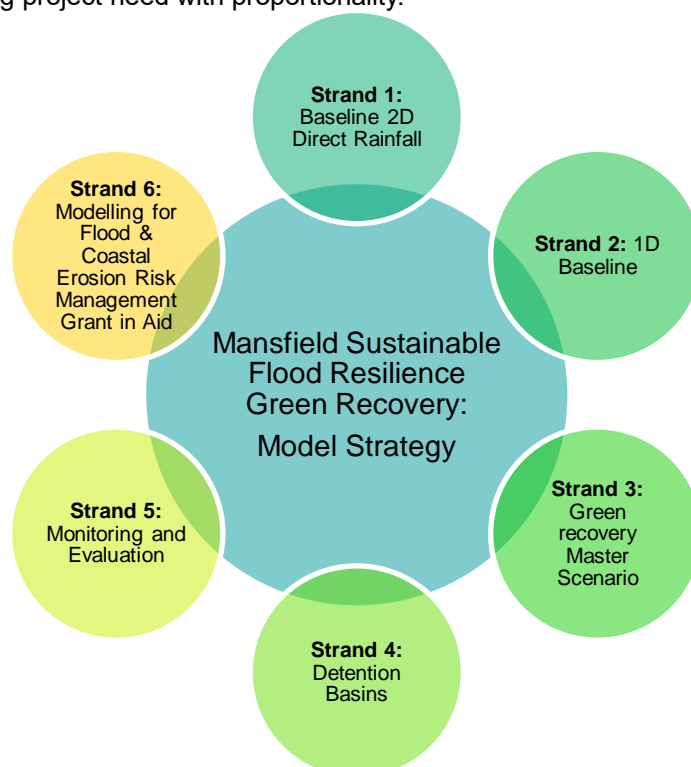 g project need with proportionality.
Strand 1:
Baseline 2D
Direct Rainfall
Strand 2: 1D
Baseline
Strand 3:
Green
recovery
Master
Scenario
Strand 4:
Detention
Basins
Strand 5:
Monitoring and
Evaluation
Strand 6:
Modelling for
Flood &
Coastal
Erosion Risk
Management
Grant in Aid
Mansfield Sustainable
Flood Resilience
Green Recovery:
Model Strategy